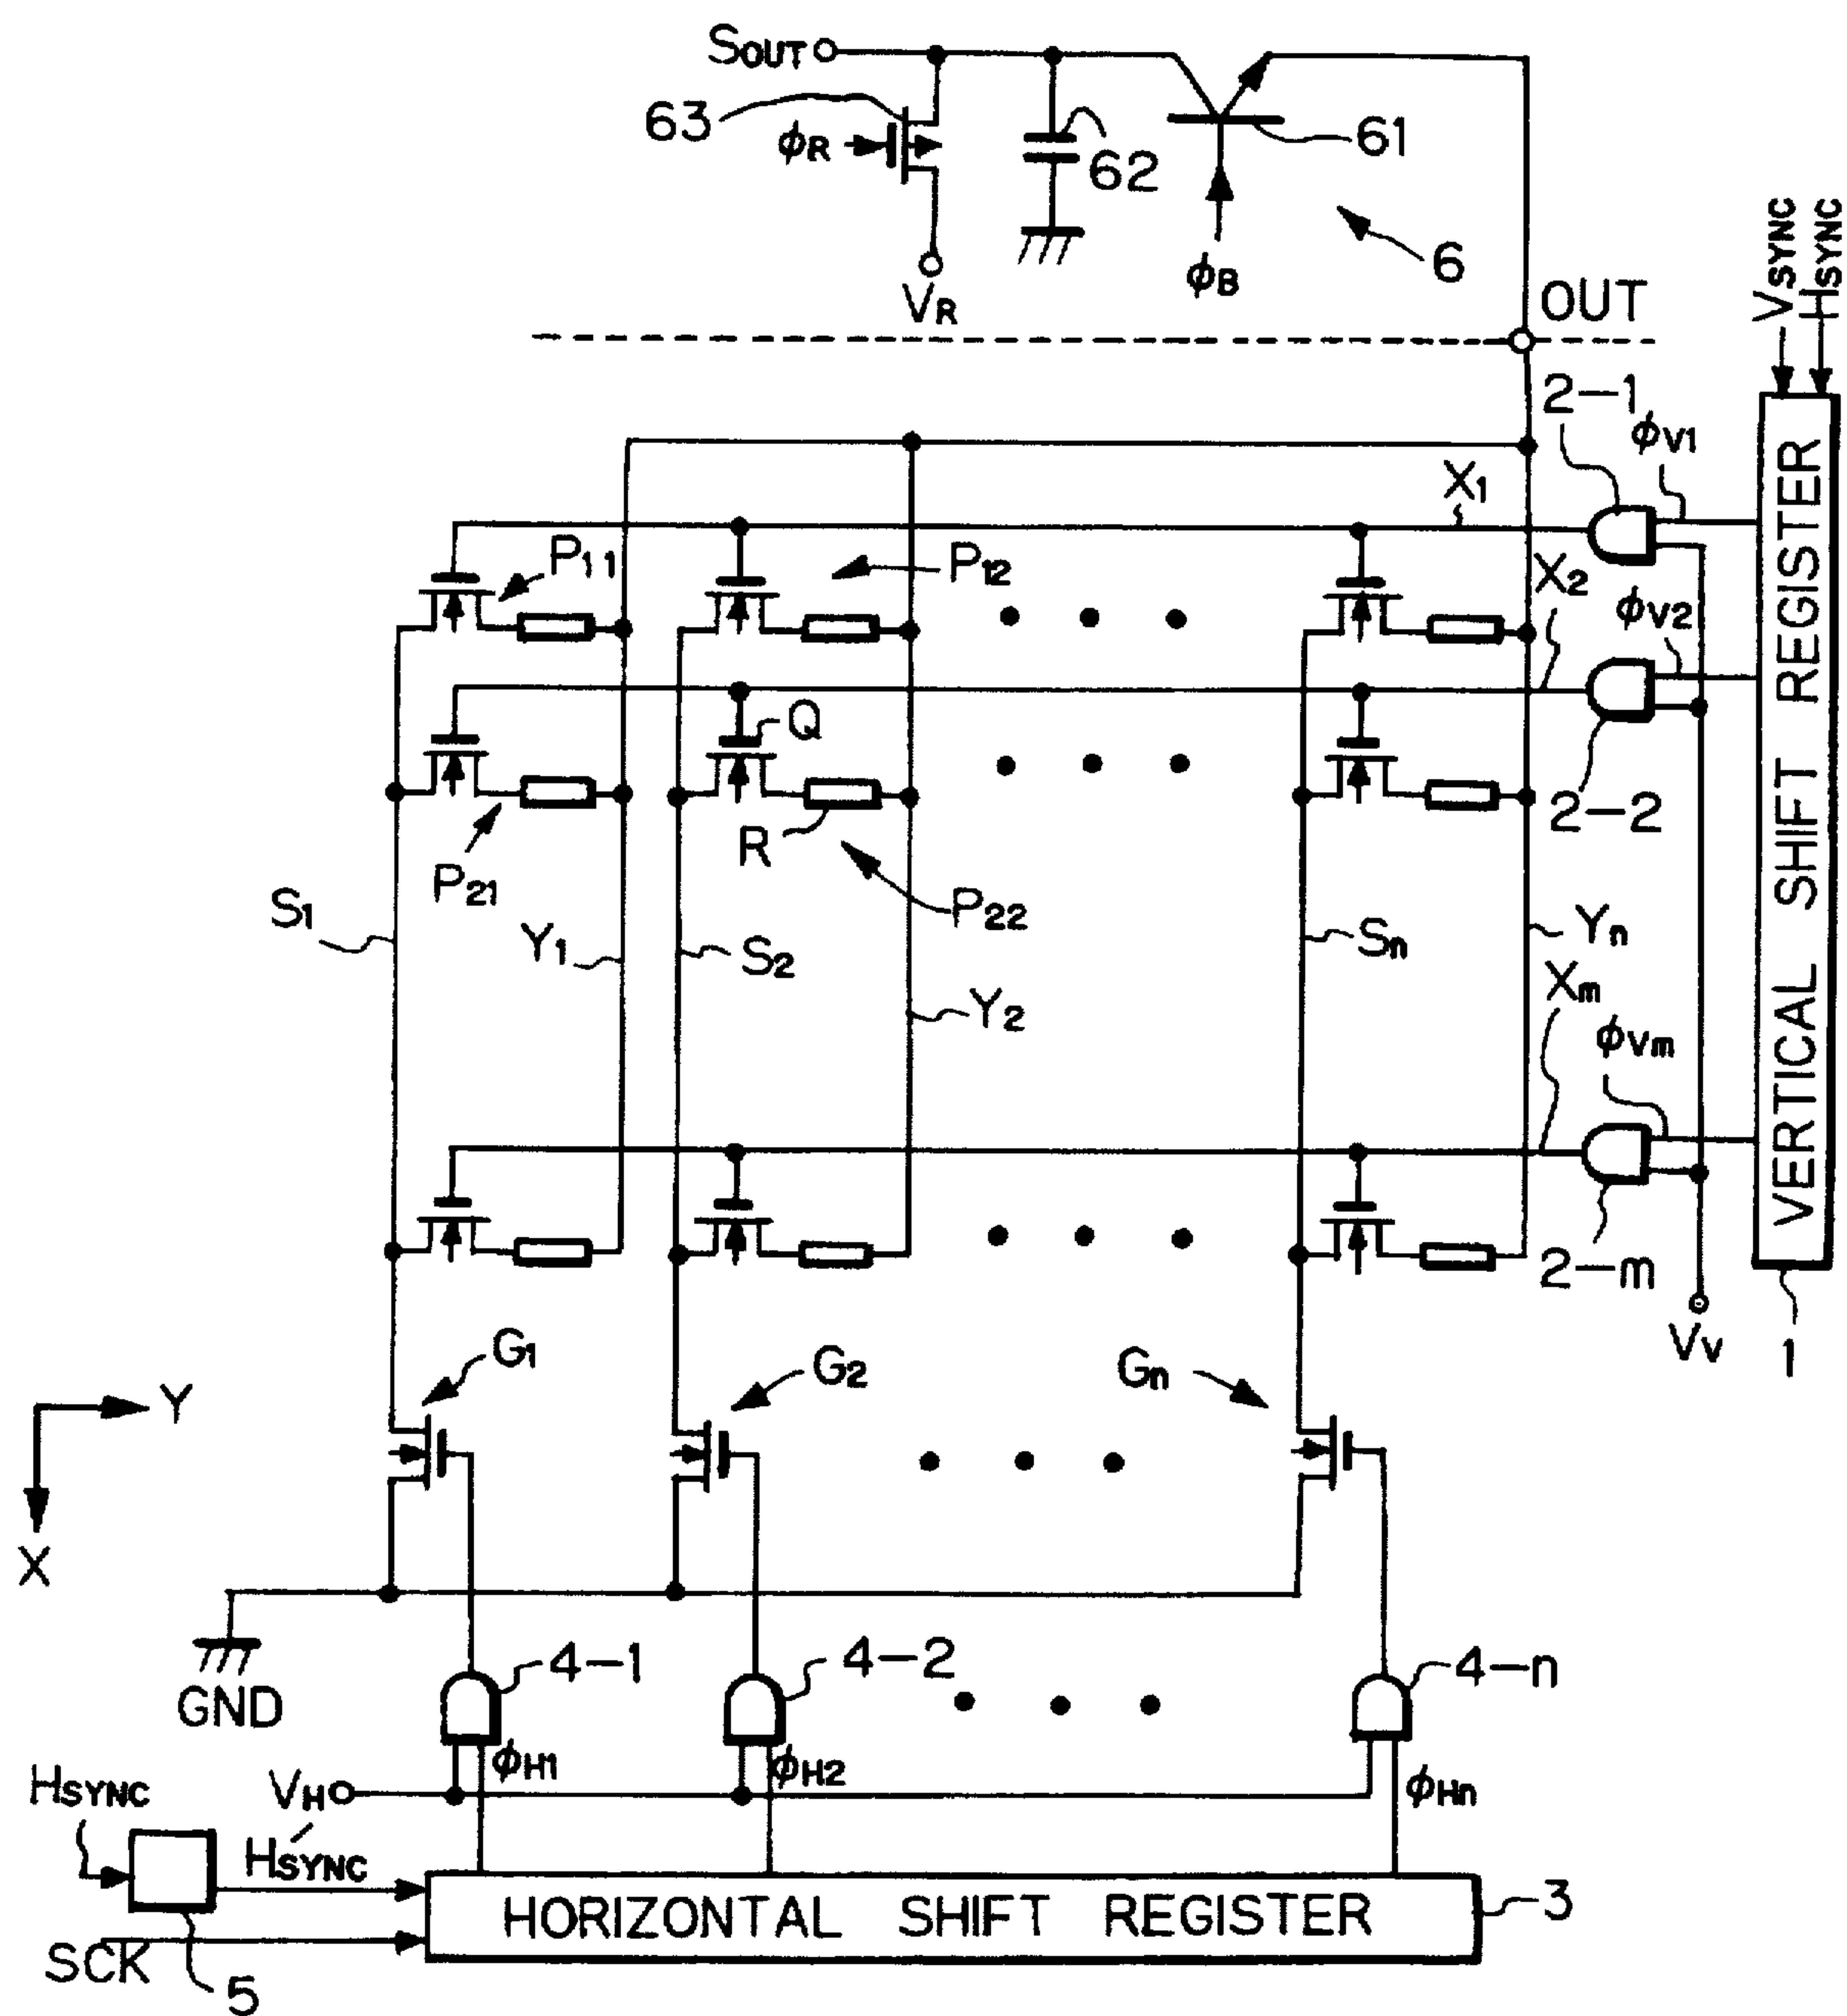 SOUT
63
ϕR
62
61
VR
ϕB
6
VSYNC
HSYNC
OUT
2-1
ϕV1
X1
P11
P12
X2
ϕV2
Q
R
2-2
P21
P22
S1
Y1
S2
Y2
Sn
Yn
Xm
ϕVm
2-m
VV
1
VERTICAL SHIFT REGISTER
G1
G2
Gn
Y
X
GND
4-1
4-2
4-n
ϕH1
ϕH2
ϕHn
HSYNC
VH
H'SYNC
HORIZONTAL SHIFT REGISTER
3
SCK
5